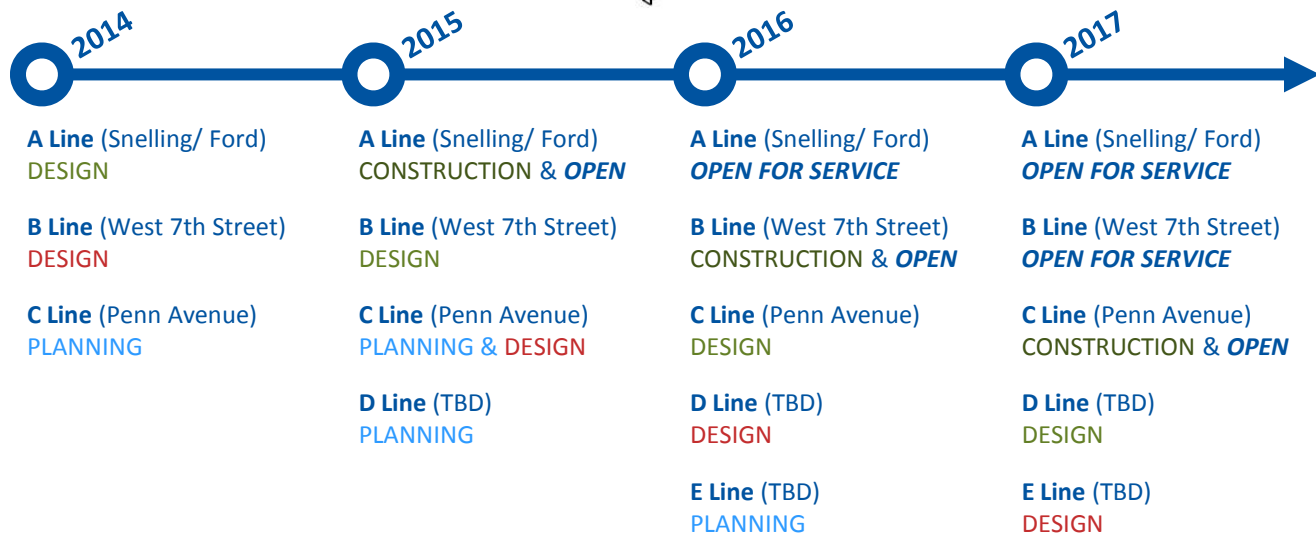 2014
2015
2016
2017
A Line (Snelling/ Ford)
DESIGN
B Line (West 7th Street)
DESIGN
C Line (Penn Avenue)
PLANNING
A Line (Snelling/ Ford)
CONSTRUCTION & OPEN
B Line (West 7th Street)
DESIGN
C Line (Penn Avenue)
PLANNING & DESIGN
D Line (TBD)
PLANNING
A Line (Snelling/ Ford)
OPEN FOR SERVICE
B Line (West 7th Street)
CONSTRUCTION & OPEN
C Line (Penn Avenue)
DESIGN
D Line (TBD)
DESIGN
E Line (TBD)
PLANNING
A Line (Snelling/ Ford)
OPEN FOR SERVICE
B Line (West 7th Street)
OPEN FOR SERVICE
C Line (Penn Avenue)
CONSTRUCTION & OPEN
D Line (TBD)
DESIGN
E Line (TBD)
DESIGN